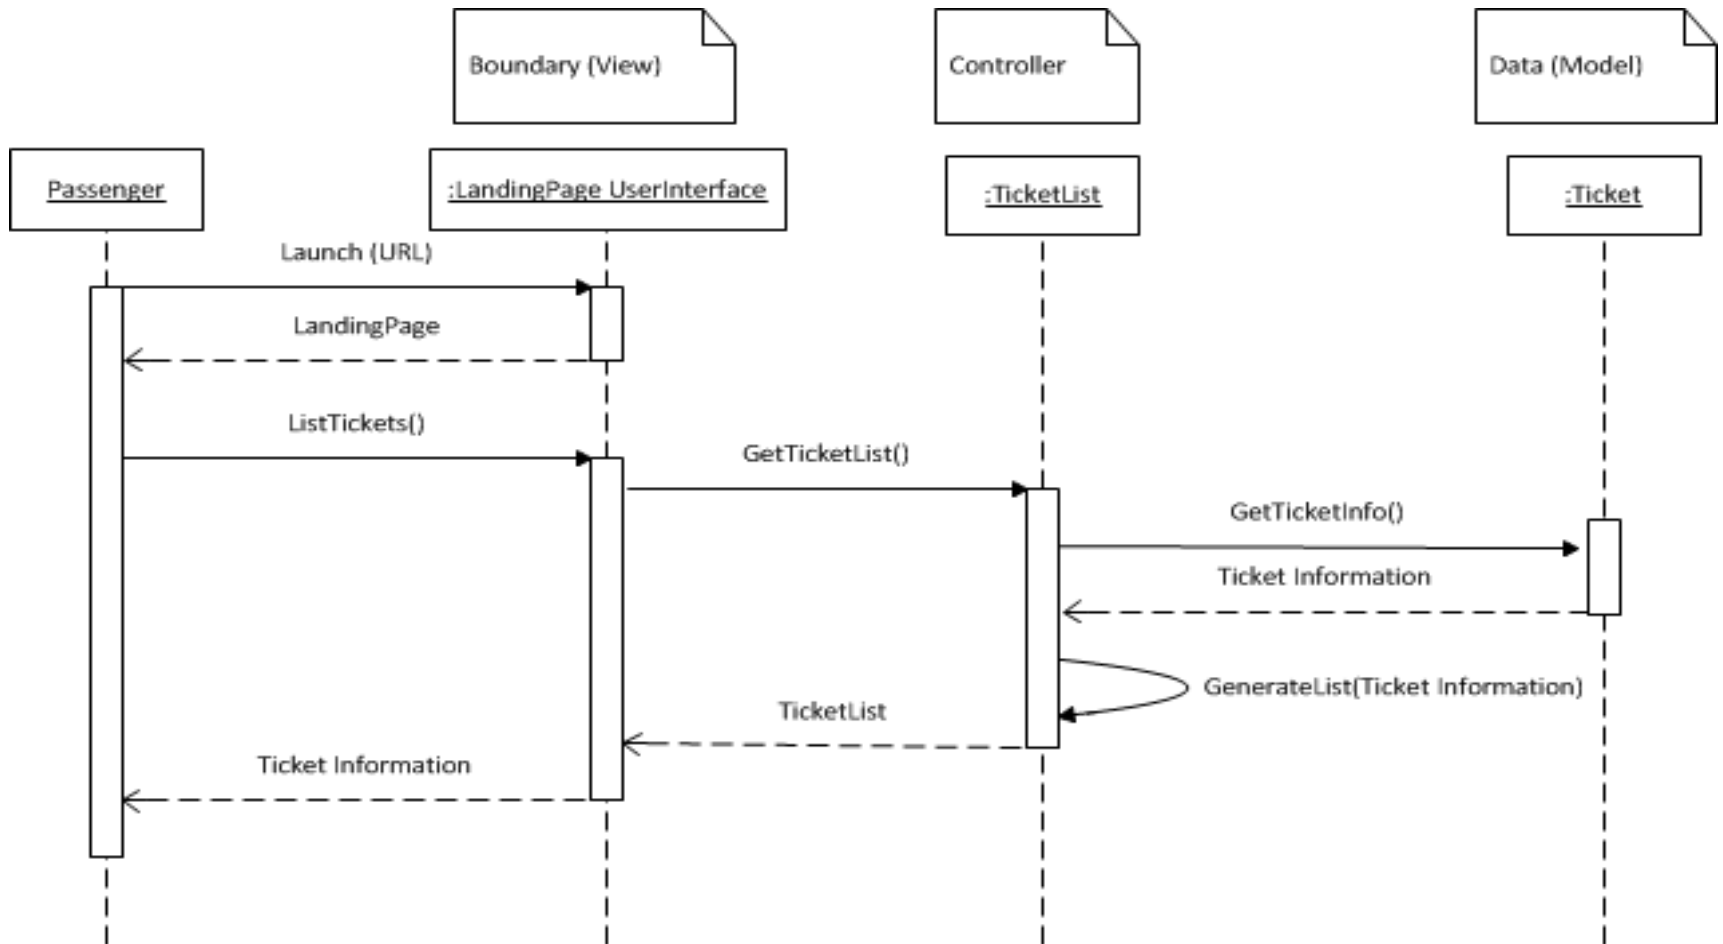 Boundary (View)
Controller
Data (Model)
Passenger
:LandingPage UserInterface
:TicketList
:Ticket
Launch (URL)
LandingPage
ListTickets()
GetTicketList()
GetTicketInfo()
Ticket Information
GenerateList(Ticket Information)
TicketList
Ticket Information